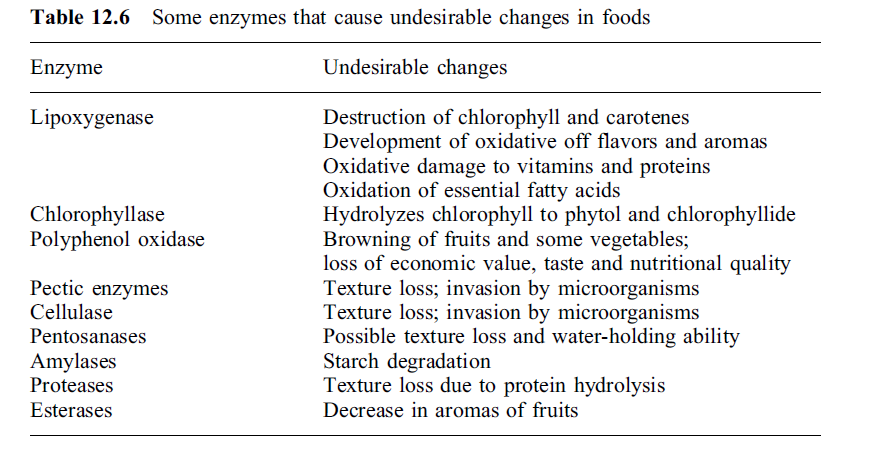 Table 12.6 Some enzymes that cause undesirable changes in foods
Enzyme Undesirable changes
Lipoxygenase Destruction of chlorophyll and carotenes
Development of oxidative off flavors and aromas
Oxidative damage to vitamins and proteins
Oxidation of essential fatty acids
Chlorophyllase Hydrolyzes chlorophyll to phytol and chlorophyllide
Polyphenol oxidase Browning of fruits and some vegetables;
loss of economic value, taste and nutritional quality
Pectic enzymes Texture loss; invasion by microorganisms
Cellulase Texture loss; invasion by microorganisms
Pentosanases Possible texture loss and water-holding ability
Amylases Starch degradation
Proteases Texture loss due to protein hydrolysis
Esterases Decrease in aromas of fruits